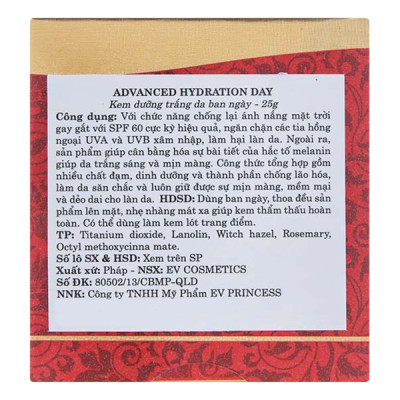 ADVANCED HYDRATION DAY
Kem dưỡng trắng da ban ngày - 25g
Công dụng: Với chức năng chống lại ánh nắng mặt trời
gay gắt với SPF 60 cực kỳ hiệu quả, ngăn chặn các tia hồng
ngoại UVA và UVB xâm nhập, làm hại làn da. Ngoài ra,
sản phẩm giúp cân bằng hóa sự bài tiết của hắc tố melanin
giúp da trắng sáng và mịn màng. Công thức tổng hợp gồm
nhiều chất đạm, dinh dưỡng và thành phần chống lão hóa,
làm da săn chắc và luôn giữ được sự mịn màng, mềm mại
và dẻo dai cho làn da. HDSD: Dùng ban ngày, thoa đều sản
phẩm lên mặt, nhẹ nhàng mát xa giúp kem thẩm thấu hoàn
toàn. Có thể dùng làm kem lót trang điểm.
TP: Titanium dioxide, Lanolin, Witch hazel, Rosemary,
Octyl methoxycinna mate.
Số lô SX & HSD: Xem trên SP
Xuất xứ: Pháp - NSX: EV COSMETICS
Số ĐK: 80502/13/CBMP-QLD
NNK: Công ty TNHH Mỹ Phẩm EV PRINCESS